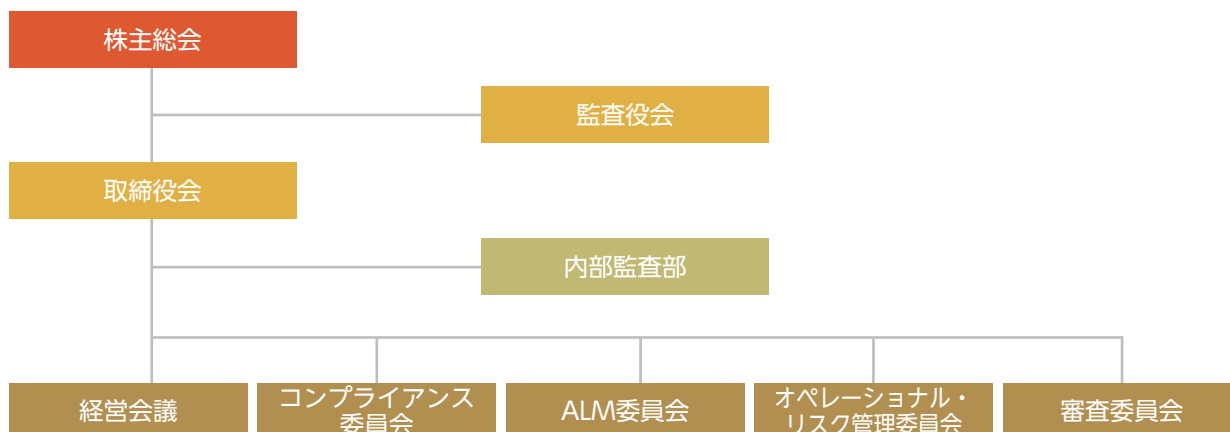 株主総会
監査役会
取締役会
内部監査部
経営会議
コンプライアンス
委員会
ALM委員会
オペレーショナル・
リスク管理委員会
審査委員会